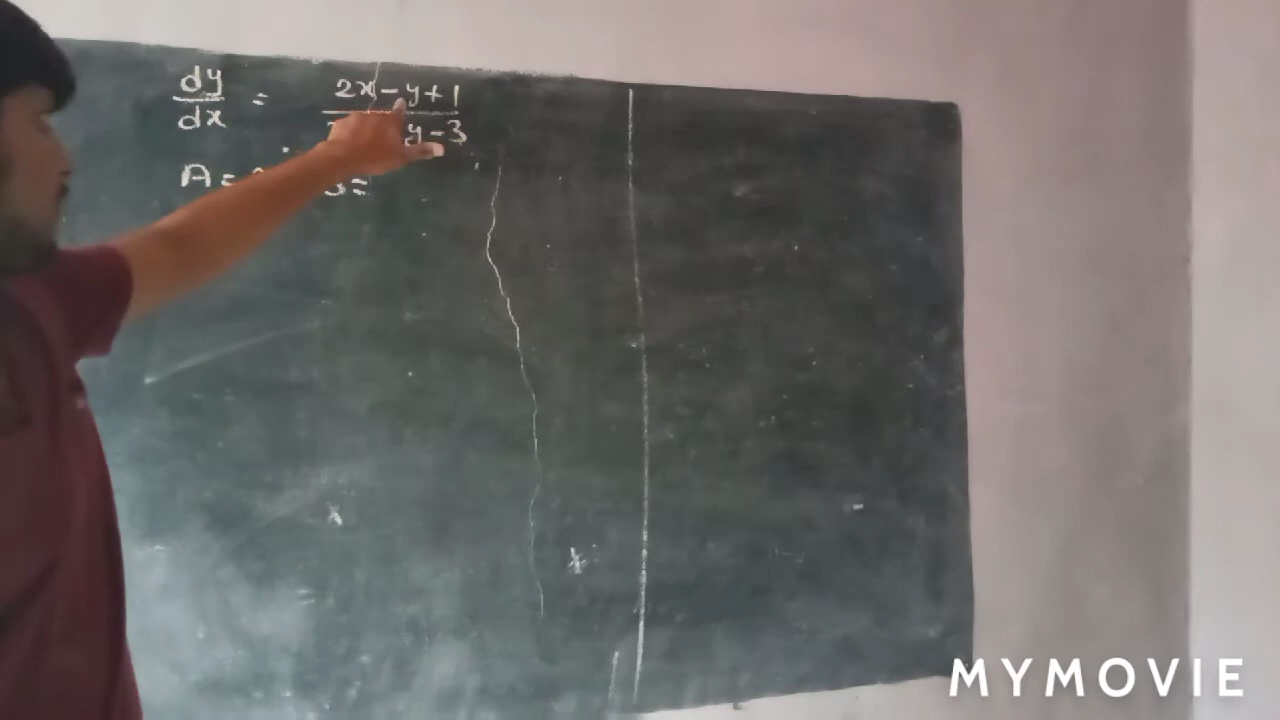 dy/dx = 2x-y+1 / y-3
A=
MYMOVIE